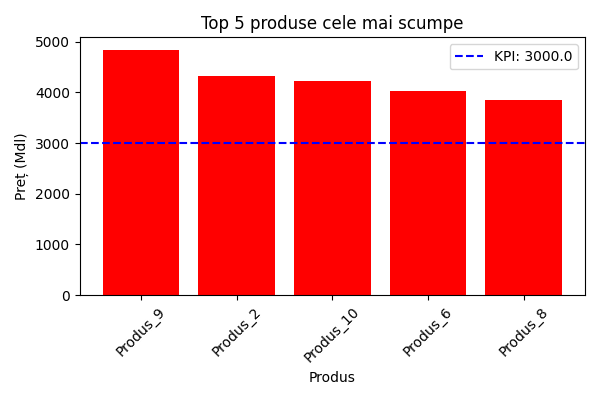 Top 5 produse cele mai scumpe
KPI: 3000.0
Preț (Mdl)
5000
4000
3000
2000
1000
0
Produs_9
Produs_2
Produs_10
Produs_6
Produs_8
Produs